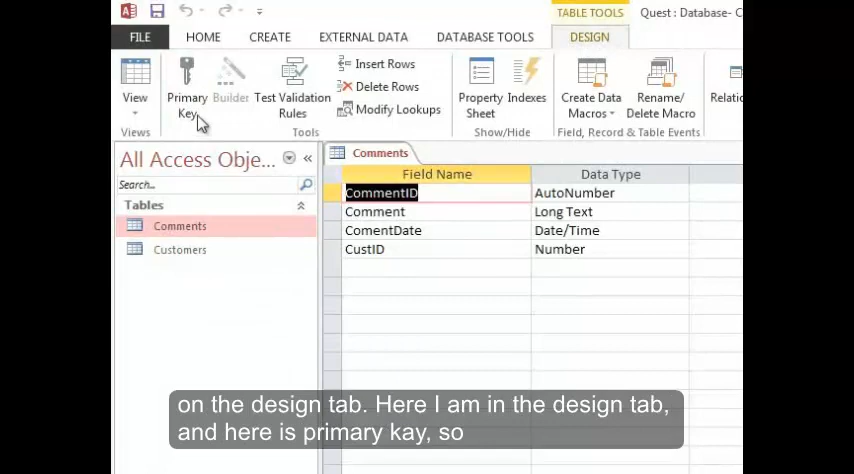 TABLE TOOLS
Quest : Database- C
FILE
HOME
CREATE
EXTERNAL DATA
DATABASE TOOLS
DESIGN
View
Primary
Key
Builder
Test Validation
Rules
Insert Rows
Delete Rows
Modify Lookups
Property
Sheet
Indexes
Create Data
Macros
Rename/
Delete Macro
Relatio
Views
Tools
Show/Hide
Field, Record & Table Events
All Access Obje...
Search...
Tables
Comments
Customers
Comments
Field Name
Data Type
CommentID
AutoNumber
Comment
Long Text
ComentDate
Date/Time
CustID
Number
on the design tab. Here I am in the design tab,
and here is primary kay, so